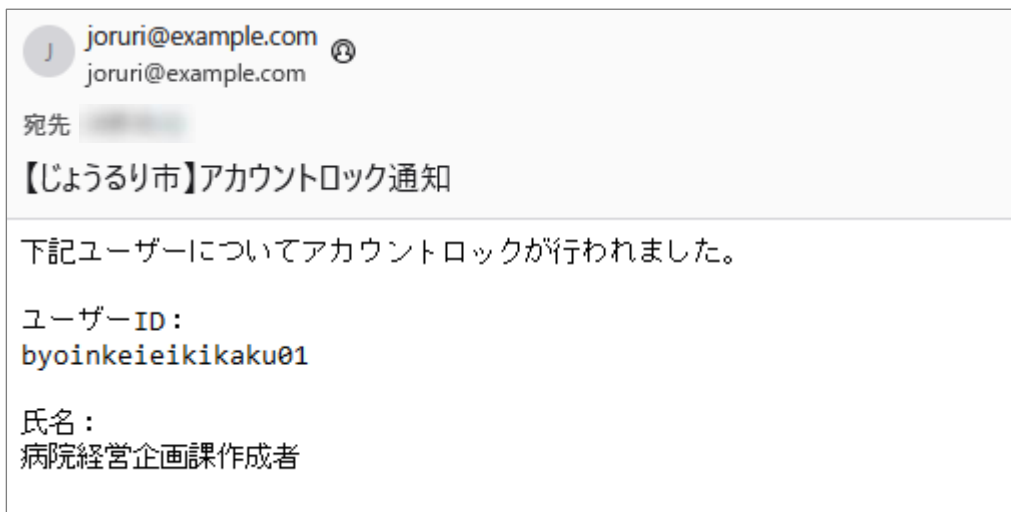 J
joruri@example.com
joruri@example.com
宛先
【じょうるり市】アカウントロック通知
下記ユーザーについてアカウントロックが行われました。
ユーザーID：
byoinkeieikikaku01
氏名：
病院経営企画課作成者